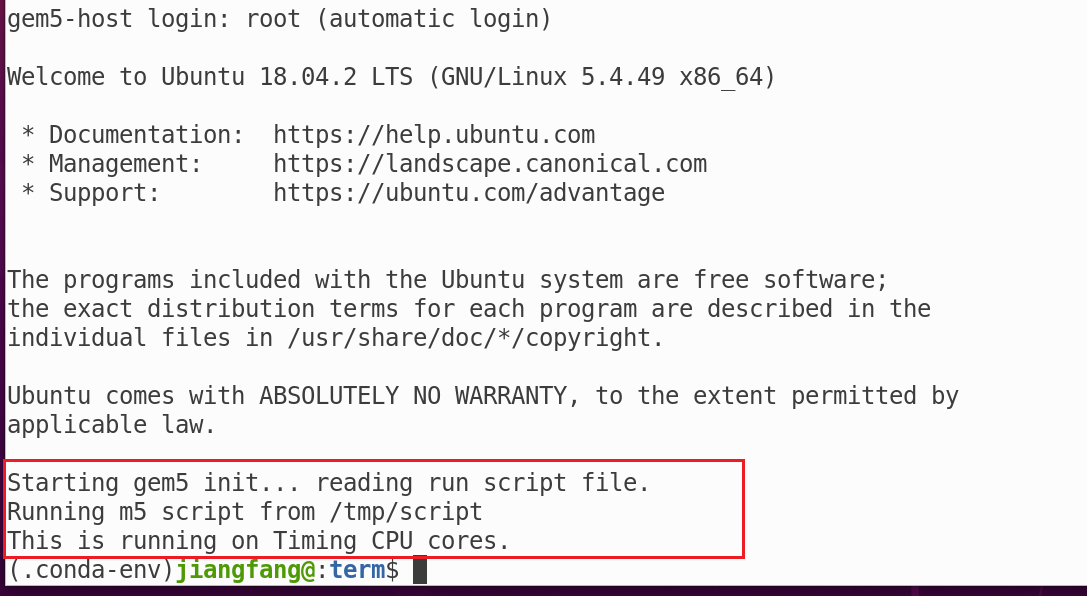 gem5-host login: root (automatic login)
Welcome to Ubuntu 18.04.2 LTS (GNU/Linux 5.4.49 x86_64)
* Documentation:  https://help.ubuntu.com
* Management:     https://landscape.canonical.com
* Support:        https://ubuntu.com/advantage
The programs included with the Ubuntu system are free software;
the exact distribution terms for each program are described in the
individual files in /usr/share/doc/*/copyright.
Ubuntu comes with ABSOLUTELY NO WARRANTY, to the extent permitted by
applicable law.
Starting gem5 init... reading run script file.
Running m5 script from /tmp/script
This is running on Timing CPU cores.
(.conda-env)jiangfang@:term$